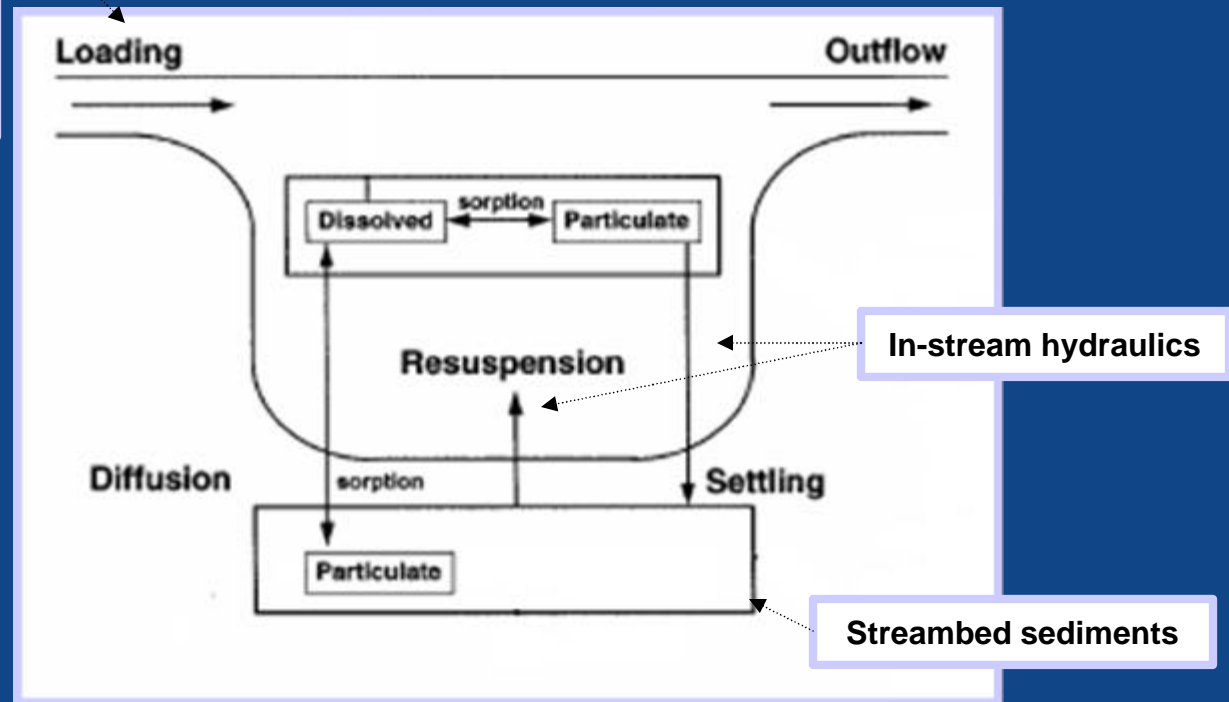 Loading
Outflow
sorption
Dissolved
Particulate
In-stream hydraulics
Resuspension
Diffusion
sorption
Settling
Particulate
Streambed sediments